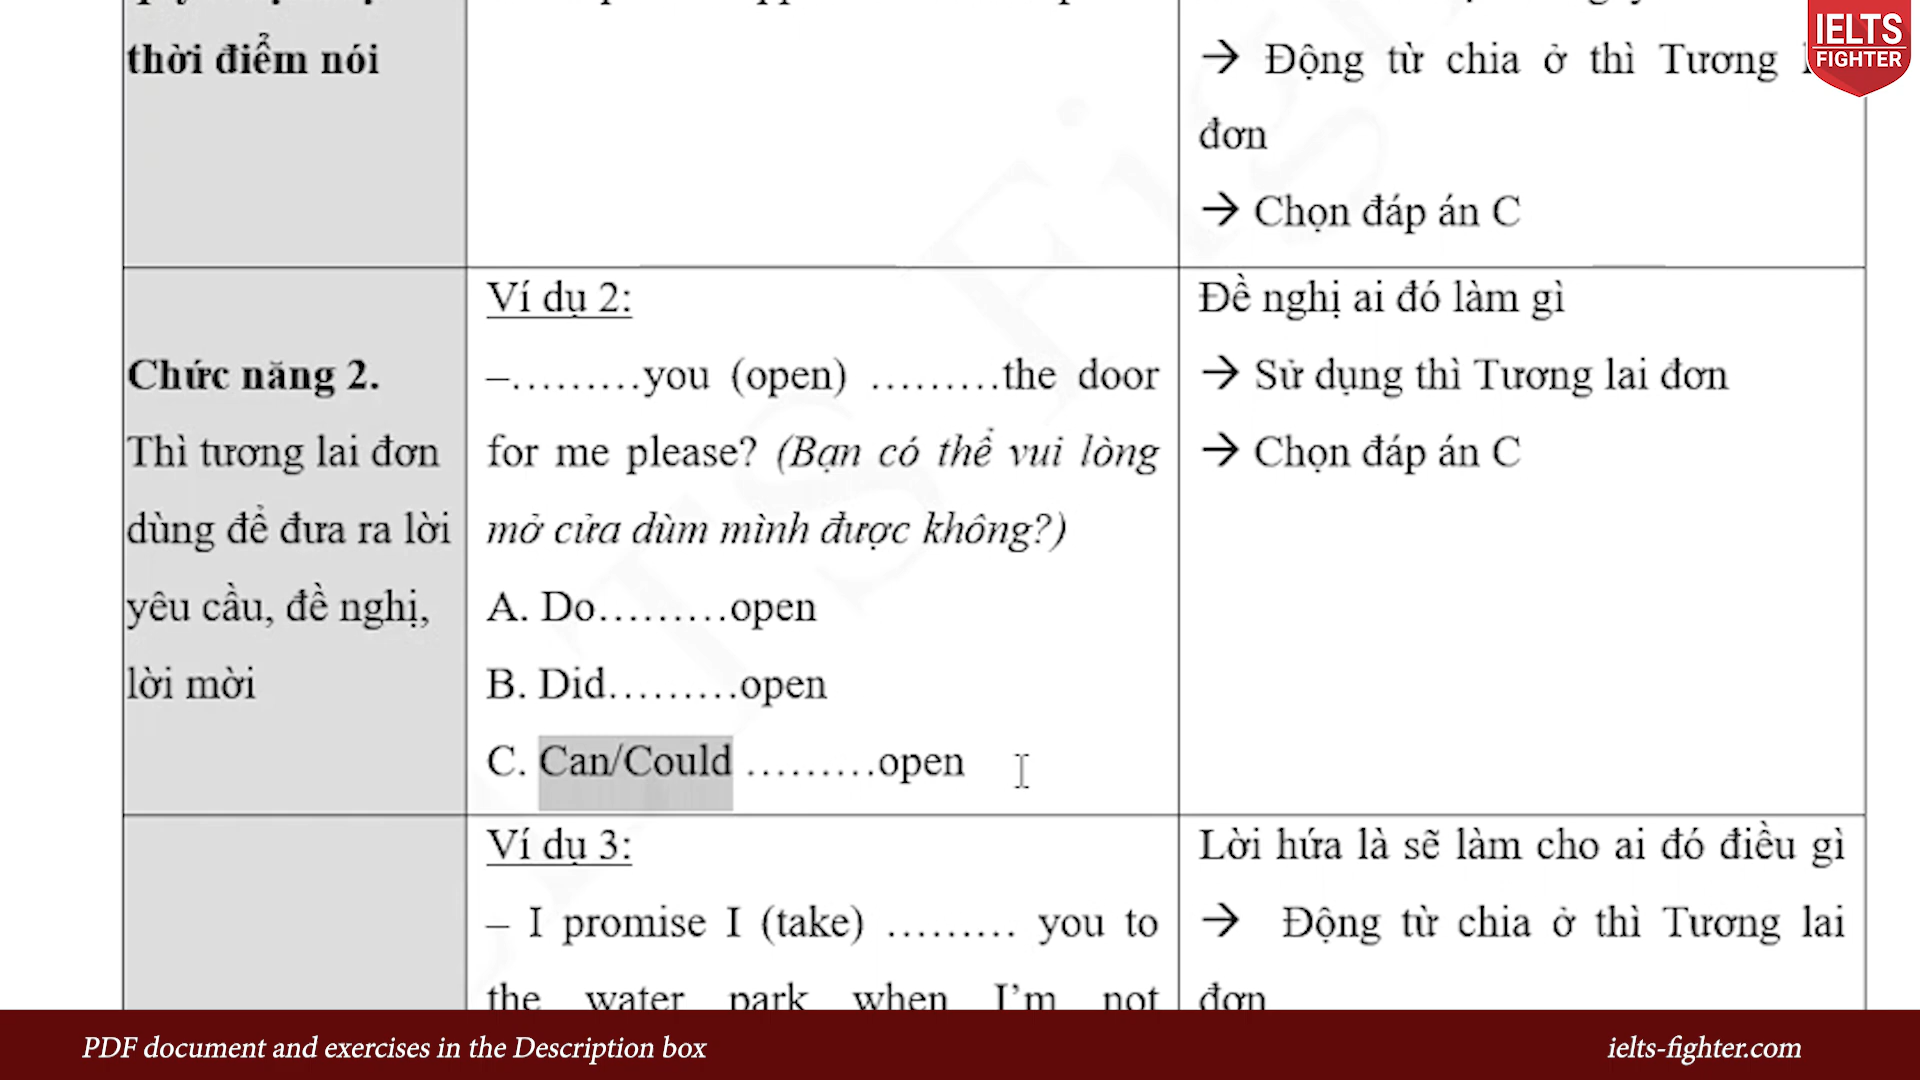 thời điểm nói
→ Động từ chia ở thì Tương
đơn
→ Chọn đáp án C
IELTS
FIGHTER
Chức năng 2.
Thì tương lai đơn
dùng để đưa ra lời
yêu cầu, đề nghị,
lời mời
Ví dụ 2:
–………you (open) ………the door
for me please? (Bạn có thể vui lòng
mở cửa dùm mình được không?)
A. Do………open
B. Did………open
C. Can/Could ………open
Đề nghị ai đó làm gì
→ Sử dụng thì Tương lai đơn
→ Chọn đáp án C
Ví dụ 3:
– I promise I (take) ……… you to
the water park when I’m not
Lời hứa là sẽ làm cho ai đó điều gì
→ Động từ chia ở thì Tương lai
đơn
PDF document and exercises in the Description box
ielts-fighter.com